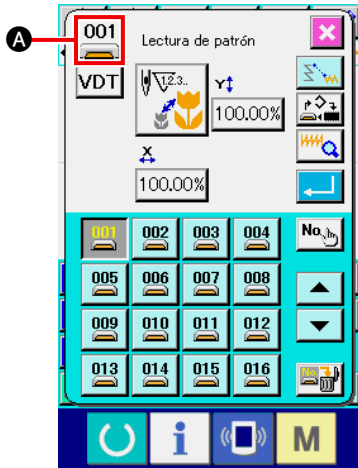 A
001
Lectura de patrón
VDT
1.2.3..
Y
100.00%
X
100.00%
001 002 003 004 No.
005 006 007 008
009 010 011 012
013 014 015 016 No.
i M